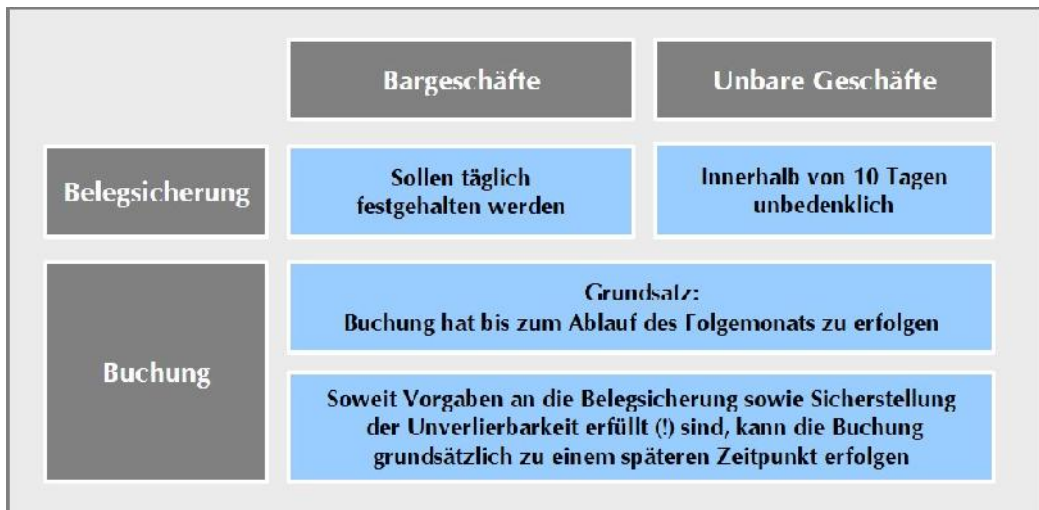 Bargeschäfte
Unbare Geschäfte
Belegsicherung
Sollen täglich
festgehalten werden
Innerhalb von 10 Tagen
unbedenklich
Buchung
Grundsatz:
Buchung hat bis zum Ablauf des Folgemonats zu erfolgen
Soweit Vorgaben an die Belegsicherung sowie Sicherstellung
der Unverlierbarkeit erfüllt (!) sind, kann die Buchung
grundsätzlich zu einem späteren Zeitpunkt erfolgen